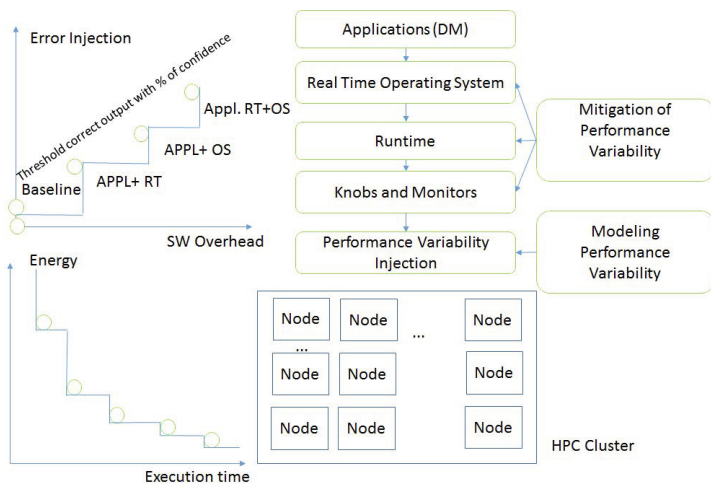 Error Injection
Threshold correct output with % of confidence
Appl. RT+OS
APPL+ OS
Baseline
APPL+ RT
SW Overhead
Applications (DM)
Real Time Operating System
Runtime
Knobs and Monitors
Performance Variability
Injection
Mitigation of
Performance
Variability
Modeling
Performance
Variability
Energy
Execution time
Node
Node
...
Node
...
Node
Node
Node
Node
Node
Node
HPC Cluster